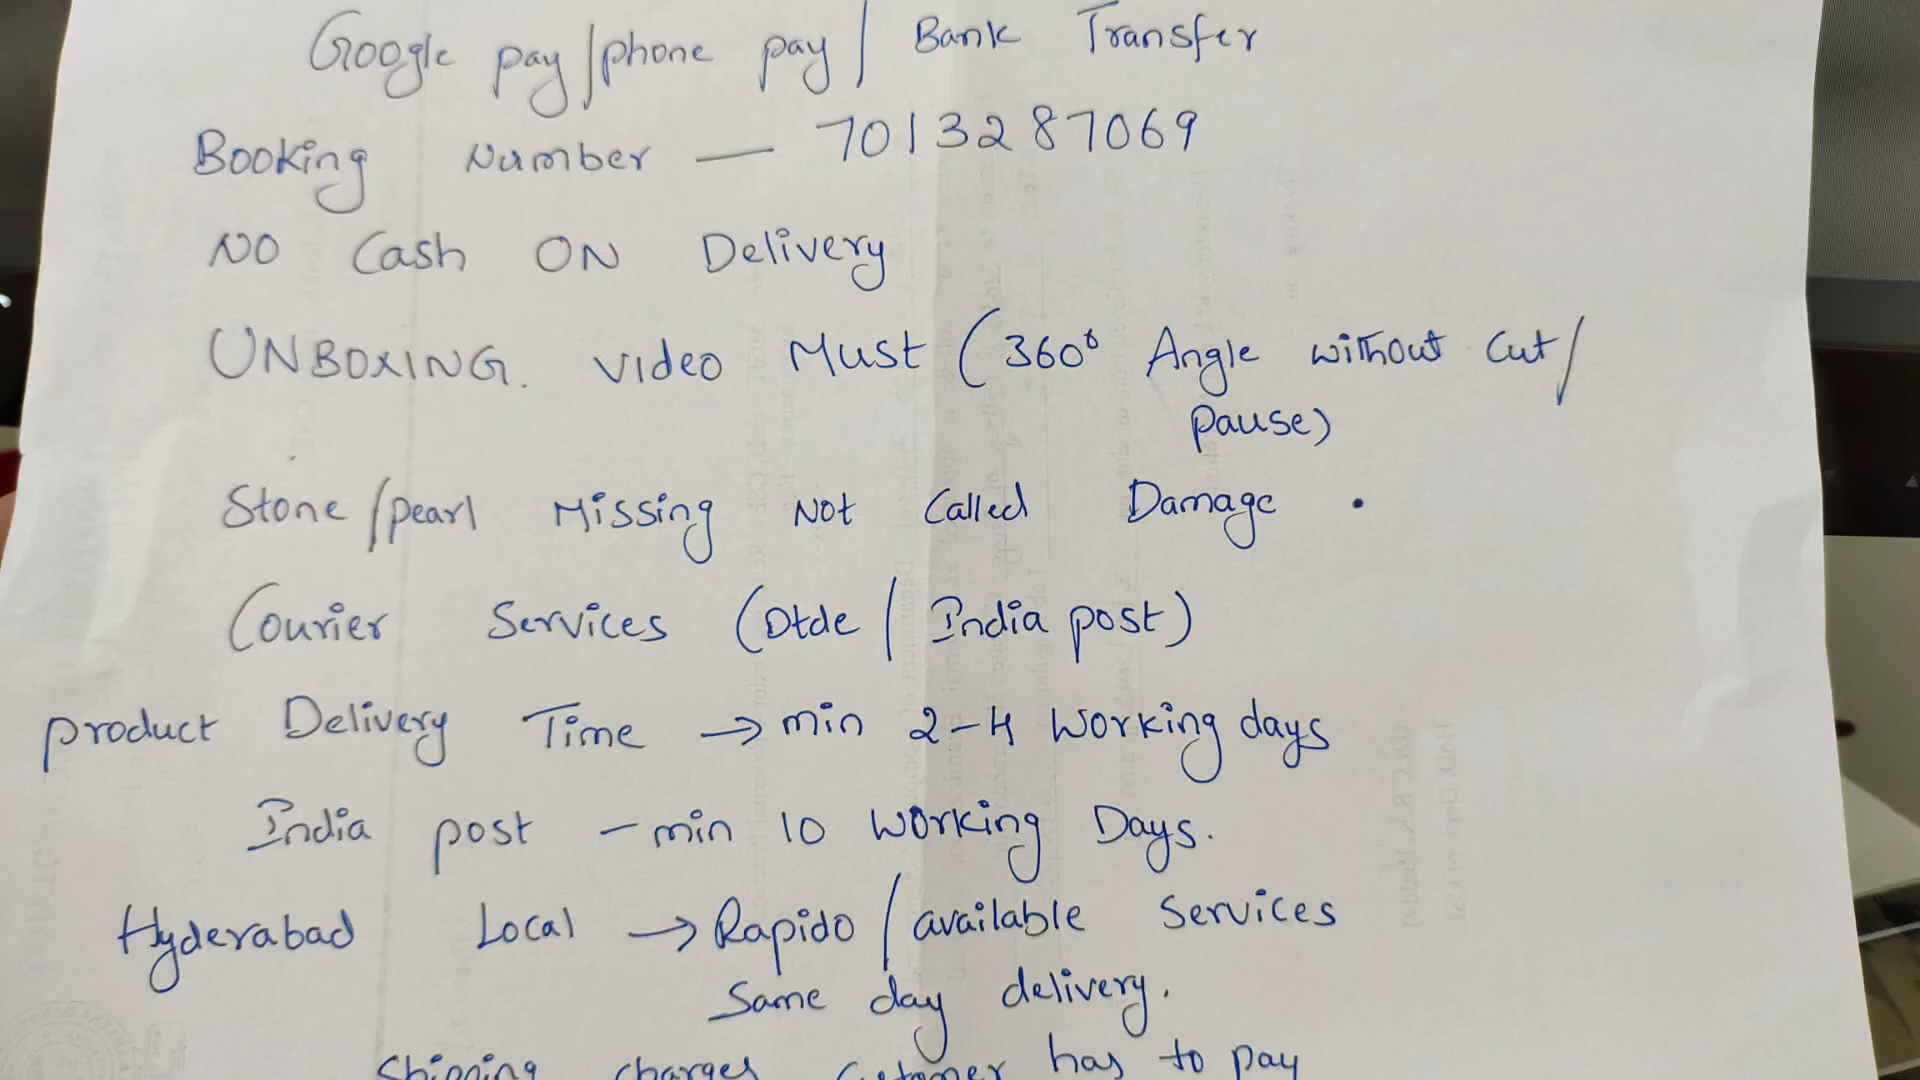 Google pay/phone pay/ Bank Transfer
Booking Number — 7013287069
NO Cash ON Delivery
UNBOXING. video Must (360° Angle without cut/
pause)
Stone/pearl Missing Not Called Damage .
Courier Services (Dtdc / India post)
product Delivery Time → min 2-4 working days
India post - min 10 working Days.
Hyderabad Local → Rapido / available Services
Same day delivery.
Shipping charges Customer has to pay